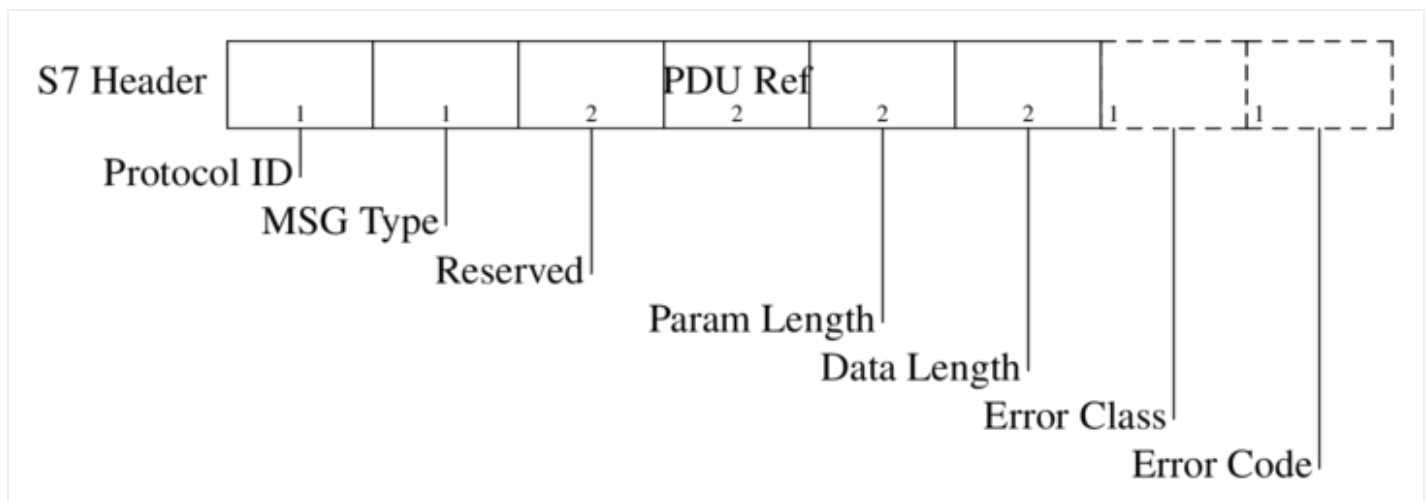 S7 Header PDU Ref
1 1 2 2 2 2 1 1
Protocol ID
MSG Type
Reserved
Param Length
Data Length
Error Class
Error Code